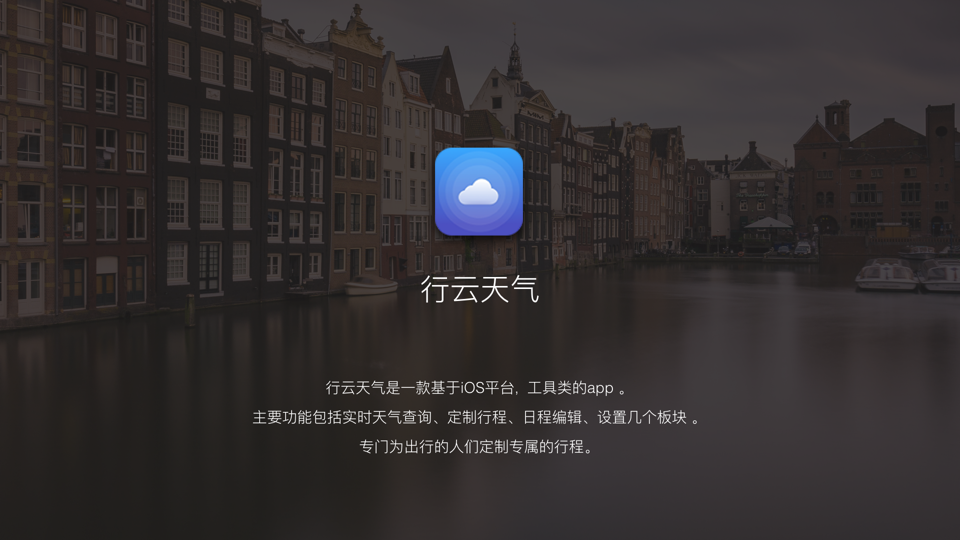 行云天气
行云天气是一款基于iOS平台, 工具类的app 。
主要功能包括实时天气查询、定制行程、日程编辑、设置几个板块 。
专门为出行的人们定制专属的行程。